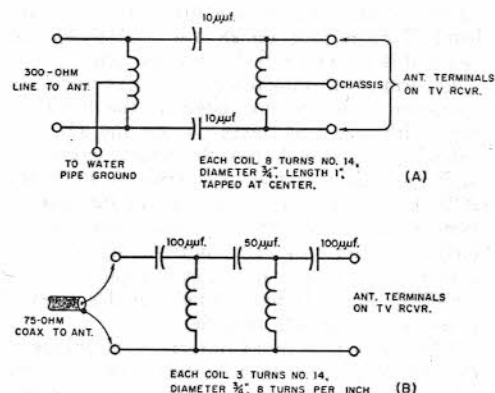 10μμf.
300-OHM
LINE TO ANT.
CHASSIS
ANT. TERMINALS
ON TV RCVR.
10μμf
TO WATER
PIPE GROUND
EACH COIL 8 TURNS NO. 14,
DIAMETER 3/4", LENGTH 1",
TAPPED AT CENTER.
(A)
100μμf.
50μμf.
100μμf.
75-OHM
COAX TO ANT.
ANT. TERMINALS
ON TV RCVR.
EACH COIL 3 TURNS NO. 14,
DIAMETER 3/4", 8 TURNS PER INCH
(B)